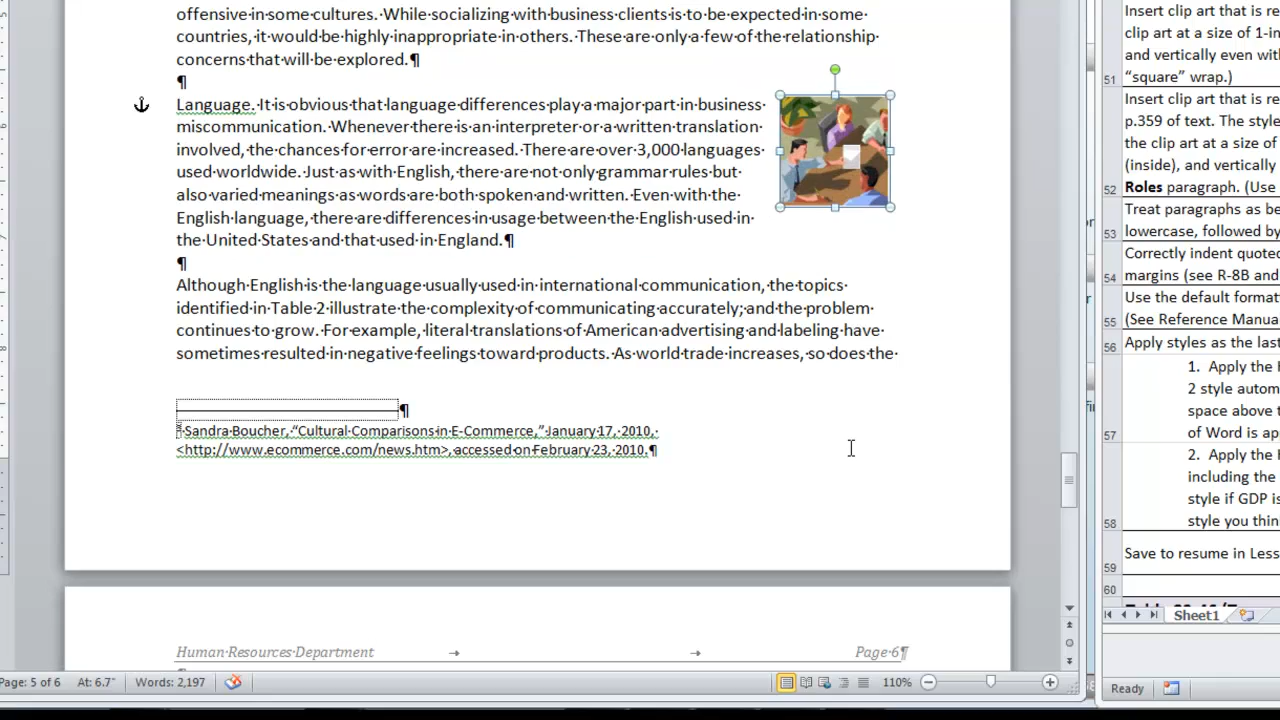 offensive in some cultures. While socializing with business clients is to be expected in some
countries, it would be highly inappropriate in others. These are only a few of the relationship
concerns that will be explored.¶
¶
Language. It is obvious that language differences play a major part in business
miscommunication. Whenever there is an interpreter or a written translation
involved, the chances for error are increased. There are over 3,000 languages
used worldwide. Just as with English, there are not only grammar rules but
also varied meanings as words are both spoken and written. Even with the
English language, there are differences in usage between the English used in
the United States and that used in England.¶
¶
Although English is the language usually used in international communication, the topics
identified in Table 2 illustrate the complexity of communicating accurately; and the problem
continues to grow. For example, literal translations of American advertising and labeling have
sometimes resulted in negative feelings toward products. As world trade increases, so does the
¶
Sandra Boucher, “Cultural Comparisons in E-Commerce,” January 17, 2010,
<http://www.ecommerce.com/news.htm>, accessed on February 23, 2010.¶
Human Resources Department → → Page 6¶
Page: 5 of 6 At: 6.7" Words: 2,197 110%
Insert clip art that is re
clip art at a size of 1-in
and vertically even with
51 “square” wrap.)
Insert clip art that is re
p.359 of text. The style
the clip art at a size of
(inside), and vertically
52 Roles paragraph. (Use
Treat paragraphs as be
53 lowercase, followed by
Correctly indent quoted
54 margins (see R-8B and
Use the default format
55 (See Reference Manua
56 Apply styles as the last
1. Apply the H
2 style autom
space above t
57 of Word is ap
2. Apply the H
including the
style if GDP is
58 style you thin
59 Save to resume in Less
60
Sheet1
Ready